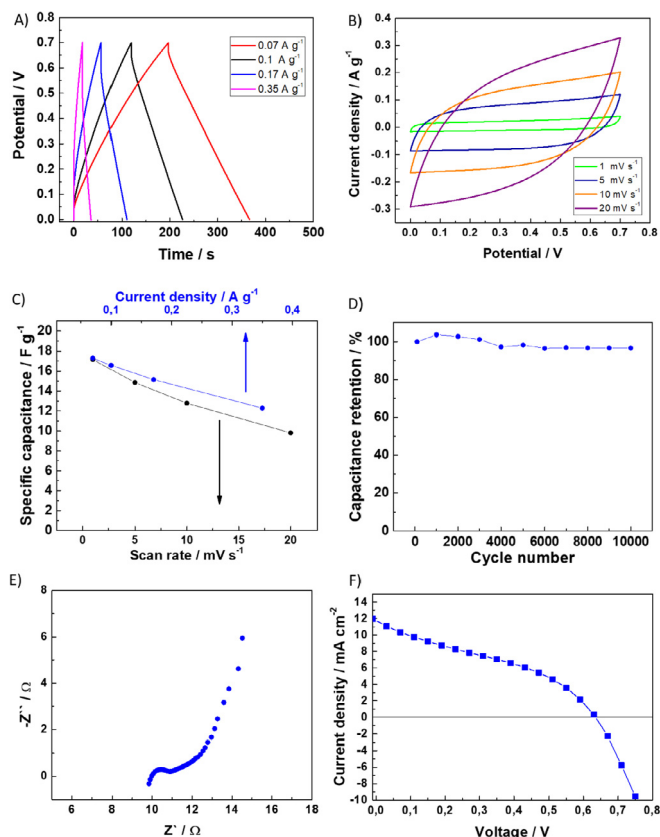 A)
0.8
0.7
0.6
0.5
0.4
0.3
0.2
0.1
0.0
0 100 200 300 400 500
Potential / V
Time / s
0.07 A g-1
0.1 A g-1
0.17 A g-1
0.35 A g-1
B)
0.4
0.3
0.2
0.1
0.0
-0.1
-0.2
-0.3
0.0 0.1 0.2 0.3 0.4 0.5 0.6 0.7 0.8
Current density / A g-1
Potential / V
1 mV s-1
5 mV s-1
10 mV s-1
20 mV s-1
C)
Current density / A g-1
0,1 0,2 0,3 0,4
20
18
16
14
12
10
8
6
4
2
0
0 5 10 15 20
Specific capacitance / F g-1
Scan rate / mV s-1
D)
120
100
80
60
40
20
0
0 2000 4000 6000 8000 10000
Capacitance retention / %
Cycle number
E)
8
6
4
2
0
6 8 10 12 14 16 18
-Z`` / Ω
Z` / Ω
F)
14
12
10
8
6
4
2
0
-2
-4
-6
-8
-10
0,0 0,1 0,2 0,3 0,4 0,5 0,6 0,7 0,8
Current density / mA cm-2
Voltage / V